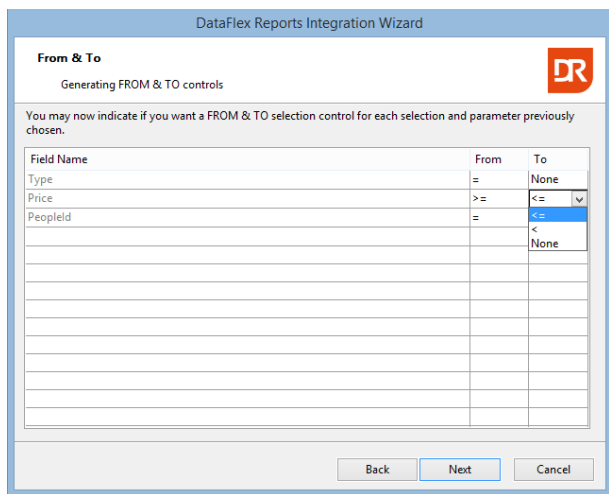 DataFlex Reports Integration Wizard
From & To
Generating FROM & TO controls
DR
You may now indicate if you want a FROM & TO selection control for each selection and parameter previously
chosen.
Field Name From To
Type = None
Price >= <=
PeopleId = <=
<
None
Back Next Cancel